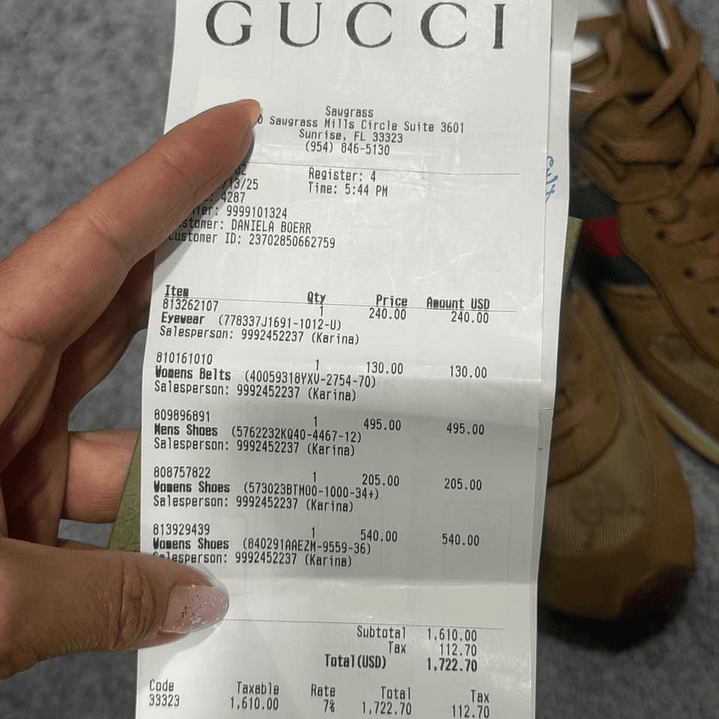 GUCCI
Sawgrass
Sawgrass Mills Circle Suite 3601
Sunrise, FL 33323
(954) 846-5130
Register: 4
/13/25 Time: 5:44 PM
4287
9999101324
DANIELA BOERR
Customer ID: 23702850662759
Item Qty Price Amount USD
813262107 1 240.00 240.00
Eyewear (778337J1691-1012-U)
Salesperson: 9992452237 (Karina)
810161010 1 130.00 130.00
Womens Belts (40059318YXV-2754-70)
Salesperson: 9992452237 (Karina)
809896891 1 495.00 495.00
Mens Shoes (5762232KQ40-4467-12)
Salesperson: 9992452237 (Karina)
808757822 1 205.00 205.00
Womens Shoes (573023BTM00-1000-34+)
Salesperson: 9992452237 (Karina)
813929439 1 540.00 540.00
Womens Shoes (840291AAEZM-9559-36)
Salesperson: 9992452237 (Karina)
Subtotal 1,610.00
Tax 112.70
Total(USD) 1,722.70
Code Taxable Rate Total Tax
33323 1,610.00 7% 1,722.70 112.70